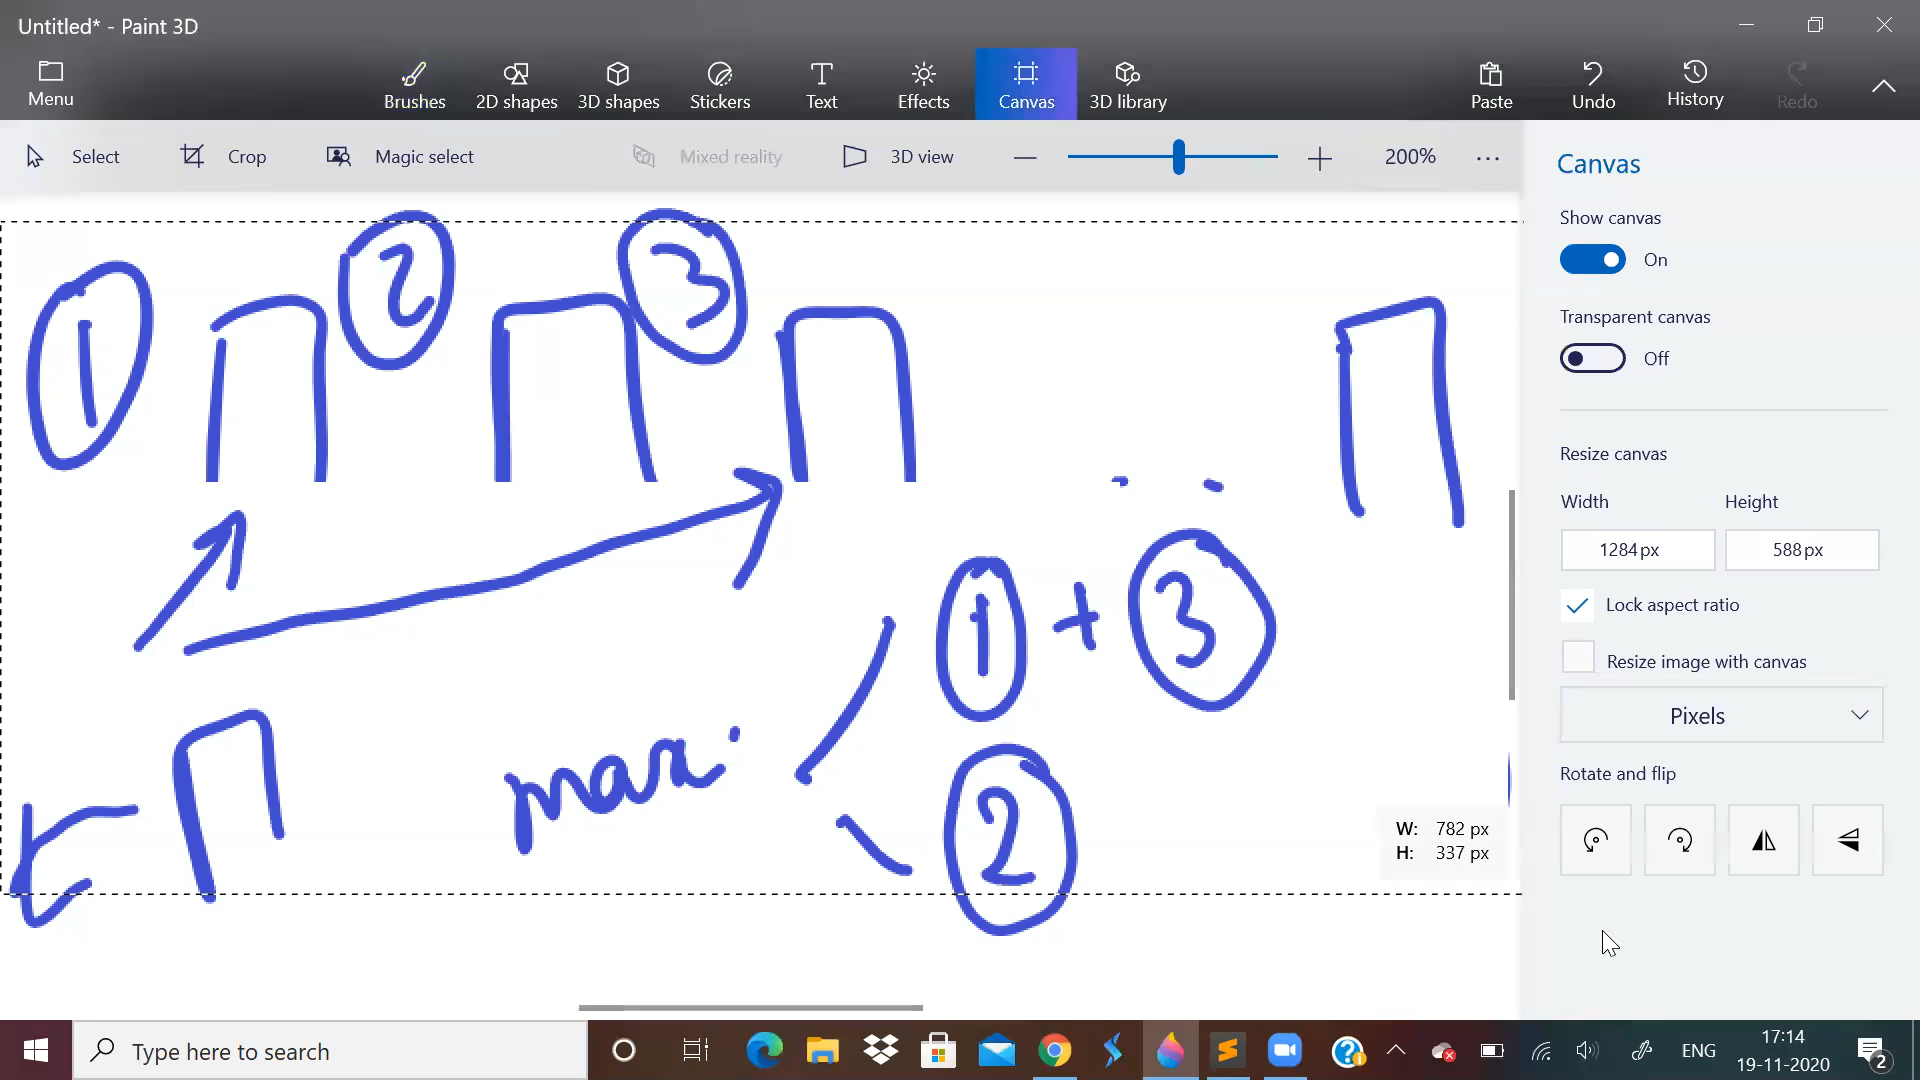 Untitled* - Paint 3D
Menu
Brushes
2D shapes
3D shapes
Stickers
Text
Effects
Canvas
3D library
Paste
Undo
History
Redo
Select
Crop
Magic select
Mixed reality
3D view
200%
...
Canvas
Show canvas
On
Transparent canvas
Off
Resize canvas
Width
Height
1284px
588px
Lock aspect ratio
Resize image with canvas
Pixels
Rotate and flip
1
2
3
1 + 3
max.
2
W: 782 px
H: 337 px
Type here to search
ENG
17:14
19-11-2020
2